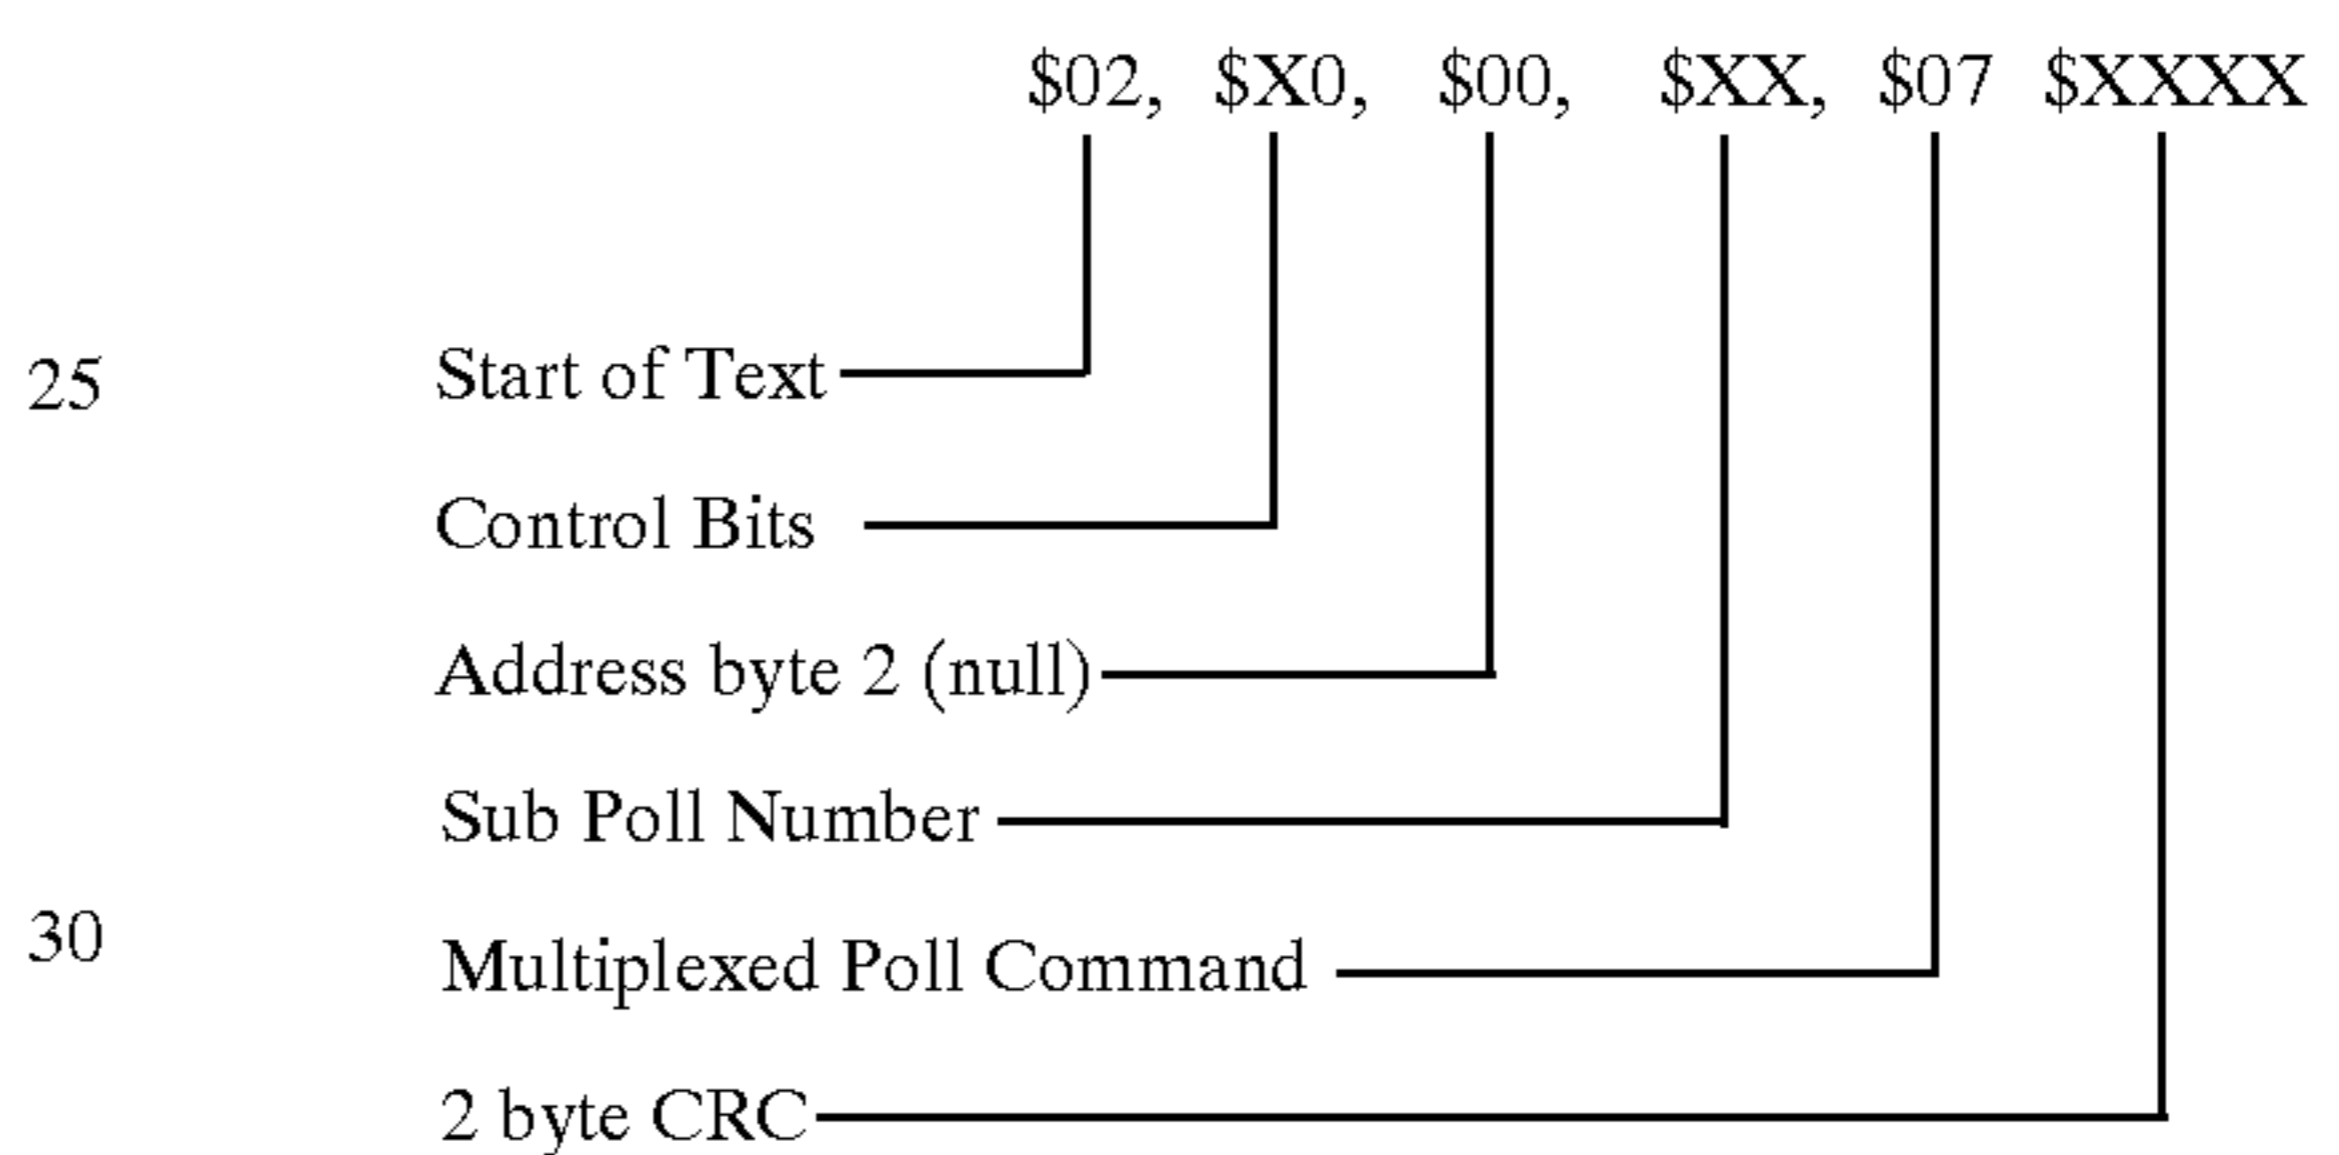 $02, $X0, $00, $XX, $07 $XXXX
25 Start of Text
Control Bits
Address byte 2 (null)
Sub Poll Number
30 Multiplexed Poll Command
2 byte CRC